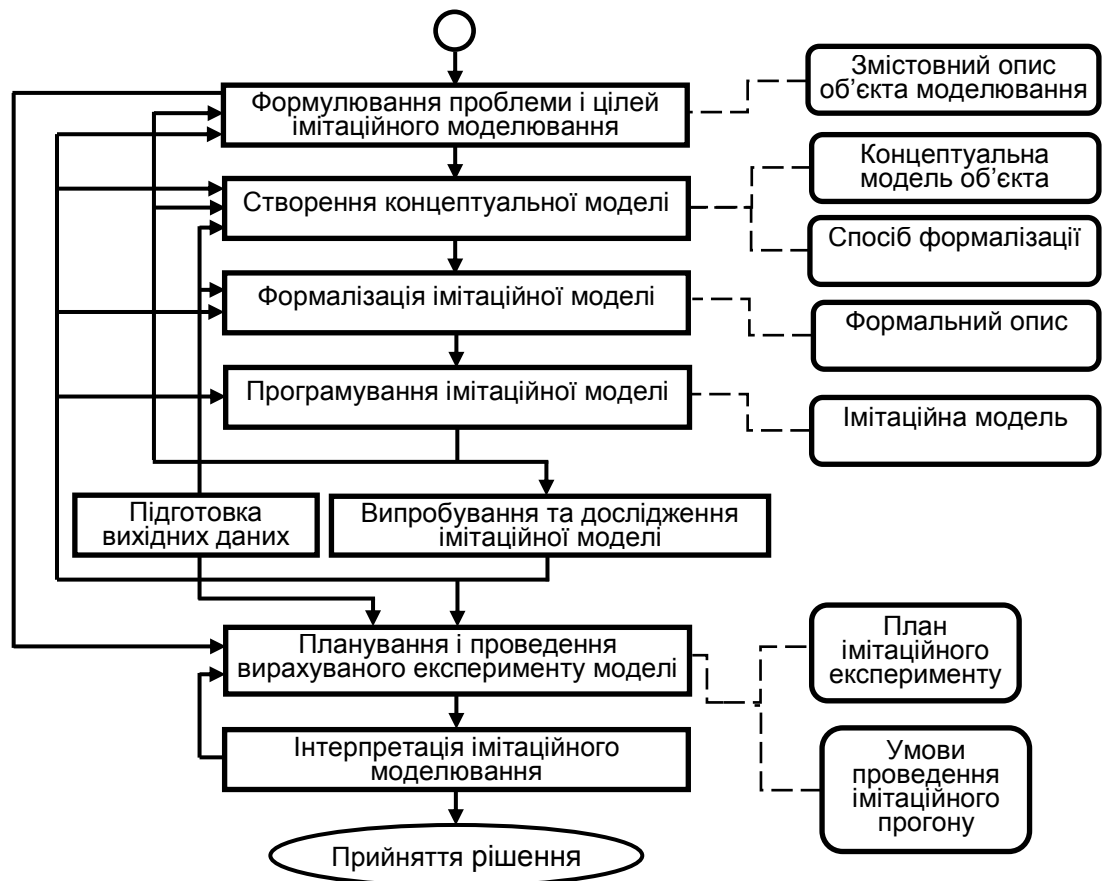 Змістовний опис
об’єкта моделювання
Формулювання проблеми і цілей
імітаційного моделювання
Концептуальна
модель об’єкта
Створення концептуальної моделі
Спосіб формалізації
Формалізація імітаційної моделі
Формальний опис
Програмування імітаційної моделі
Імітаційна модель
Підготовка
вихідних даних
Випробування та дослідження
імітаційної моделі
Планування і проведення
вирахуваного експерименту моделі
План
імітаційного
експерименту
Інтерпретація імітаційного
моделювання
Умови
проведення
імітаційного
прогону
Прийняття рішення